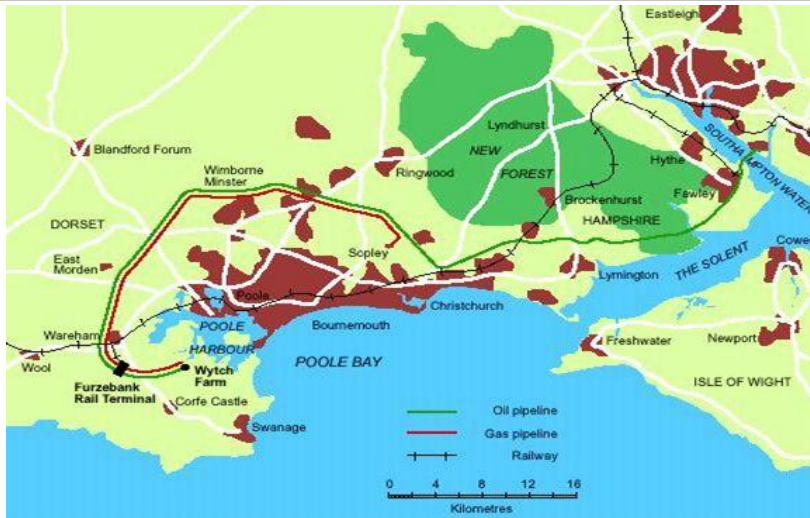 Eastleigh
Lyndhurst
SOUTHAMPTON WATER
Blandford Forum
NEW
Hythe
Wimborne
Minster
Ringwood
FOREST
Fawley
Brockenhurst
DORSET
HAMPSHIRE
Cowes
East
Morden
Sopley
THE SOLENT
Lymington
Poole
Christchurch
Wareham
POOLE
HARBOUR
Bournemouth
Freshwater
Newport
Wool
Wytch
Farm
POOLE BAY
Furzebank
Rail Terminal
ISLE OF WIGHT
Corfe Castle
Swanage
Oil pipeline
Gas pipeline
Railway
0 4 8 12 16
Kilometres